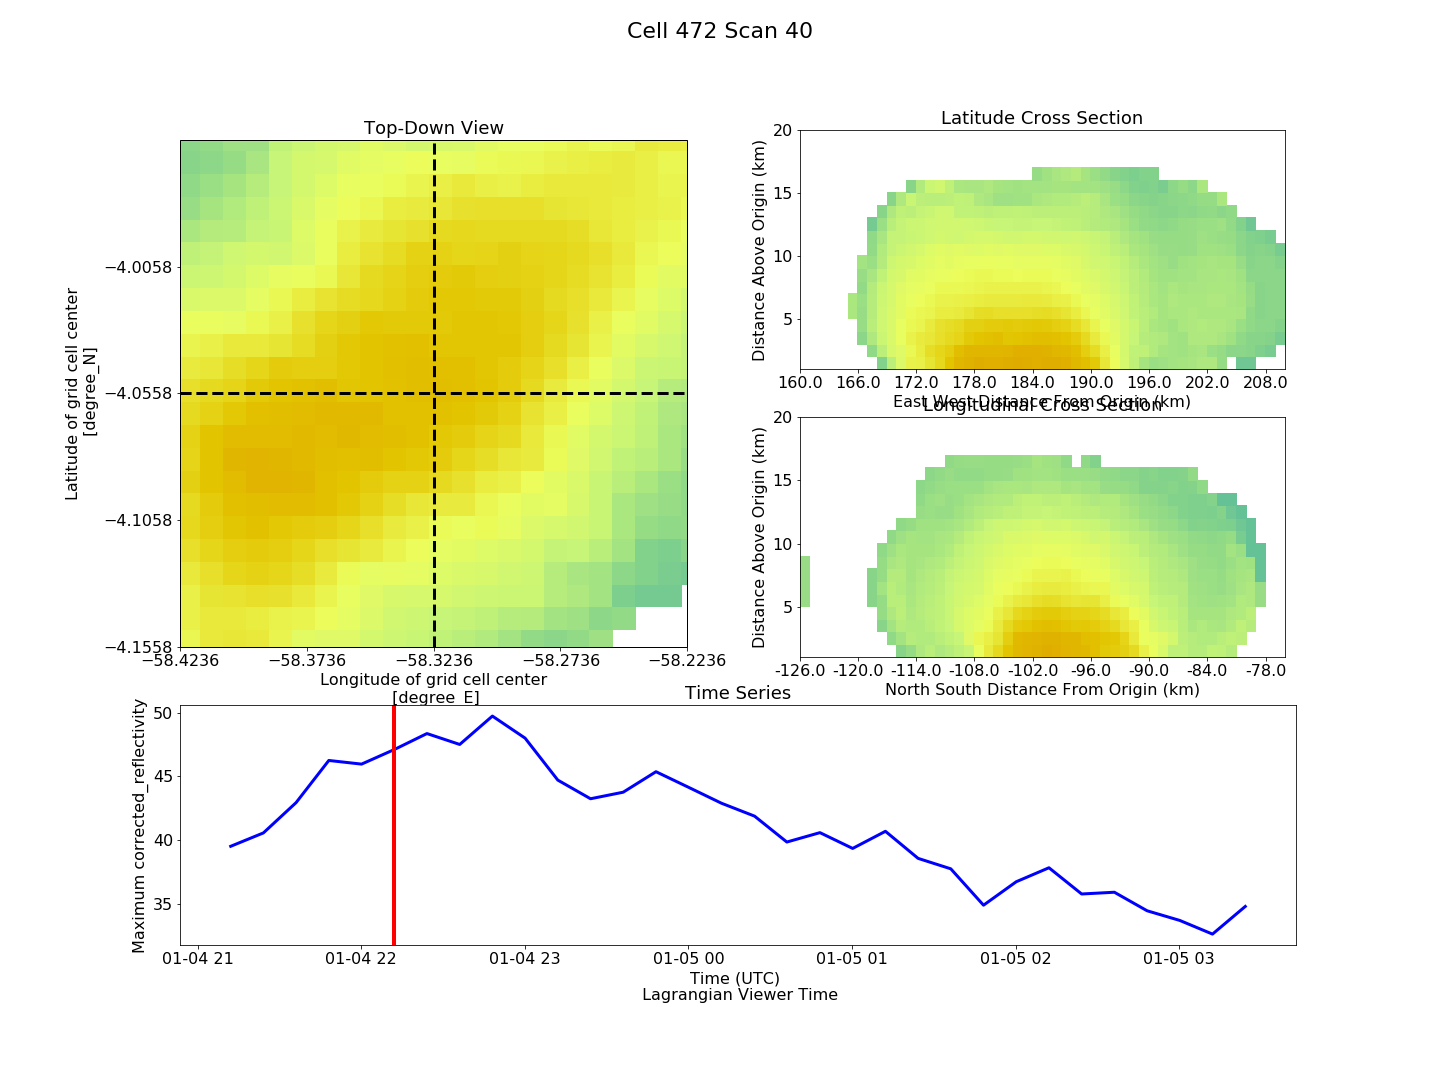 Cell 472 Scan 40
Top-Down View
−4.0058
−4.0558
−4.1058
−4.1558
Latitude of grid cell center
[degree_N]
−58.4236 −58.3736 −58.3236 −58.2736 −58.2236
Longitude of grid cell center
[degree_E]
Latitude Cross Section
20
15
10
5
Distance Above Origin (km)
160.0 166.0 172.0 178.0 184.0 190.0 196.0 202.0 208.0
East West Distance From Origin (km)
Longitudinal Cross Section
20
15
10
5
Distance Above Origin (km)
-126.0 -120.0 -114.0 -108.0 -102.0 -96.0 -90.0 -84.0 -78.0
North South Distance From Origin (km)
Time Series
50
45
40
35
Maximum corrected_reflectivity
01-04 21 01-04 22 01-04 23 01-05 00 01-05 01 01-05 02 01-05 03
Time (UTC)
Lagrangian Viewer Time